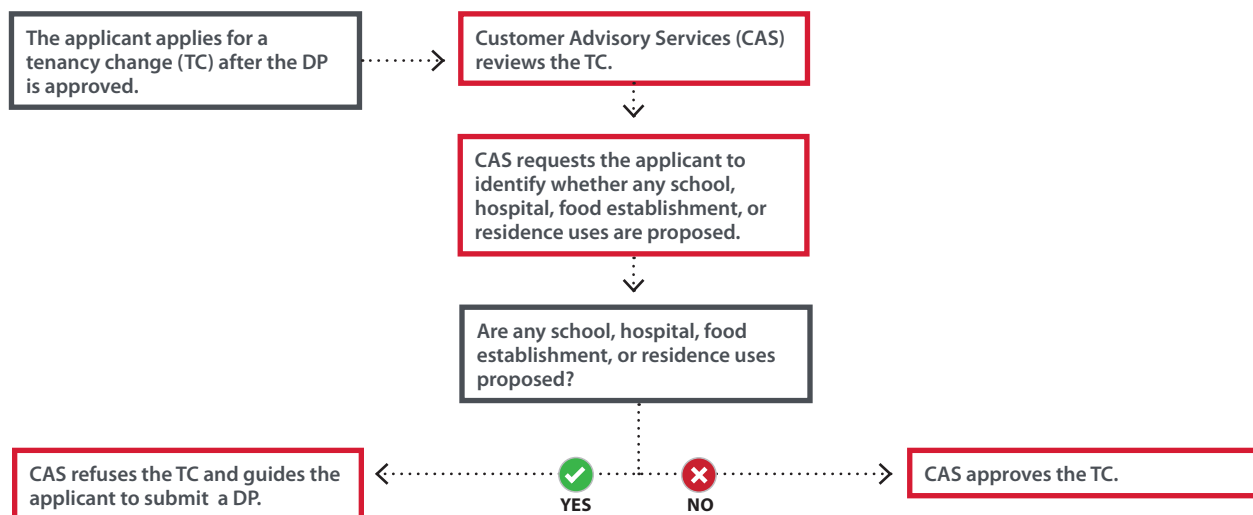 The applicant applies for a
tenancy change (TC) after the DP
is approved.
Customer Advisory Services (CAS)
reviews the TC.
CAS requests the applicant to
identify whether any school,
hospital, food establishment, or
residence uses are proposed.
Are any school, hospital, food
establishment, or residence uses
proposed?
CAS refuses the TC and guides the
applicant to submit a DP.
YES
NO
CAS approves the TC.